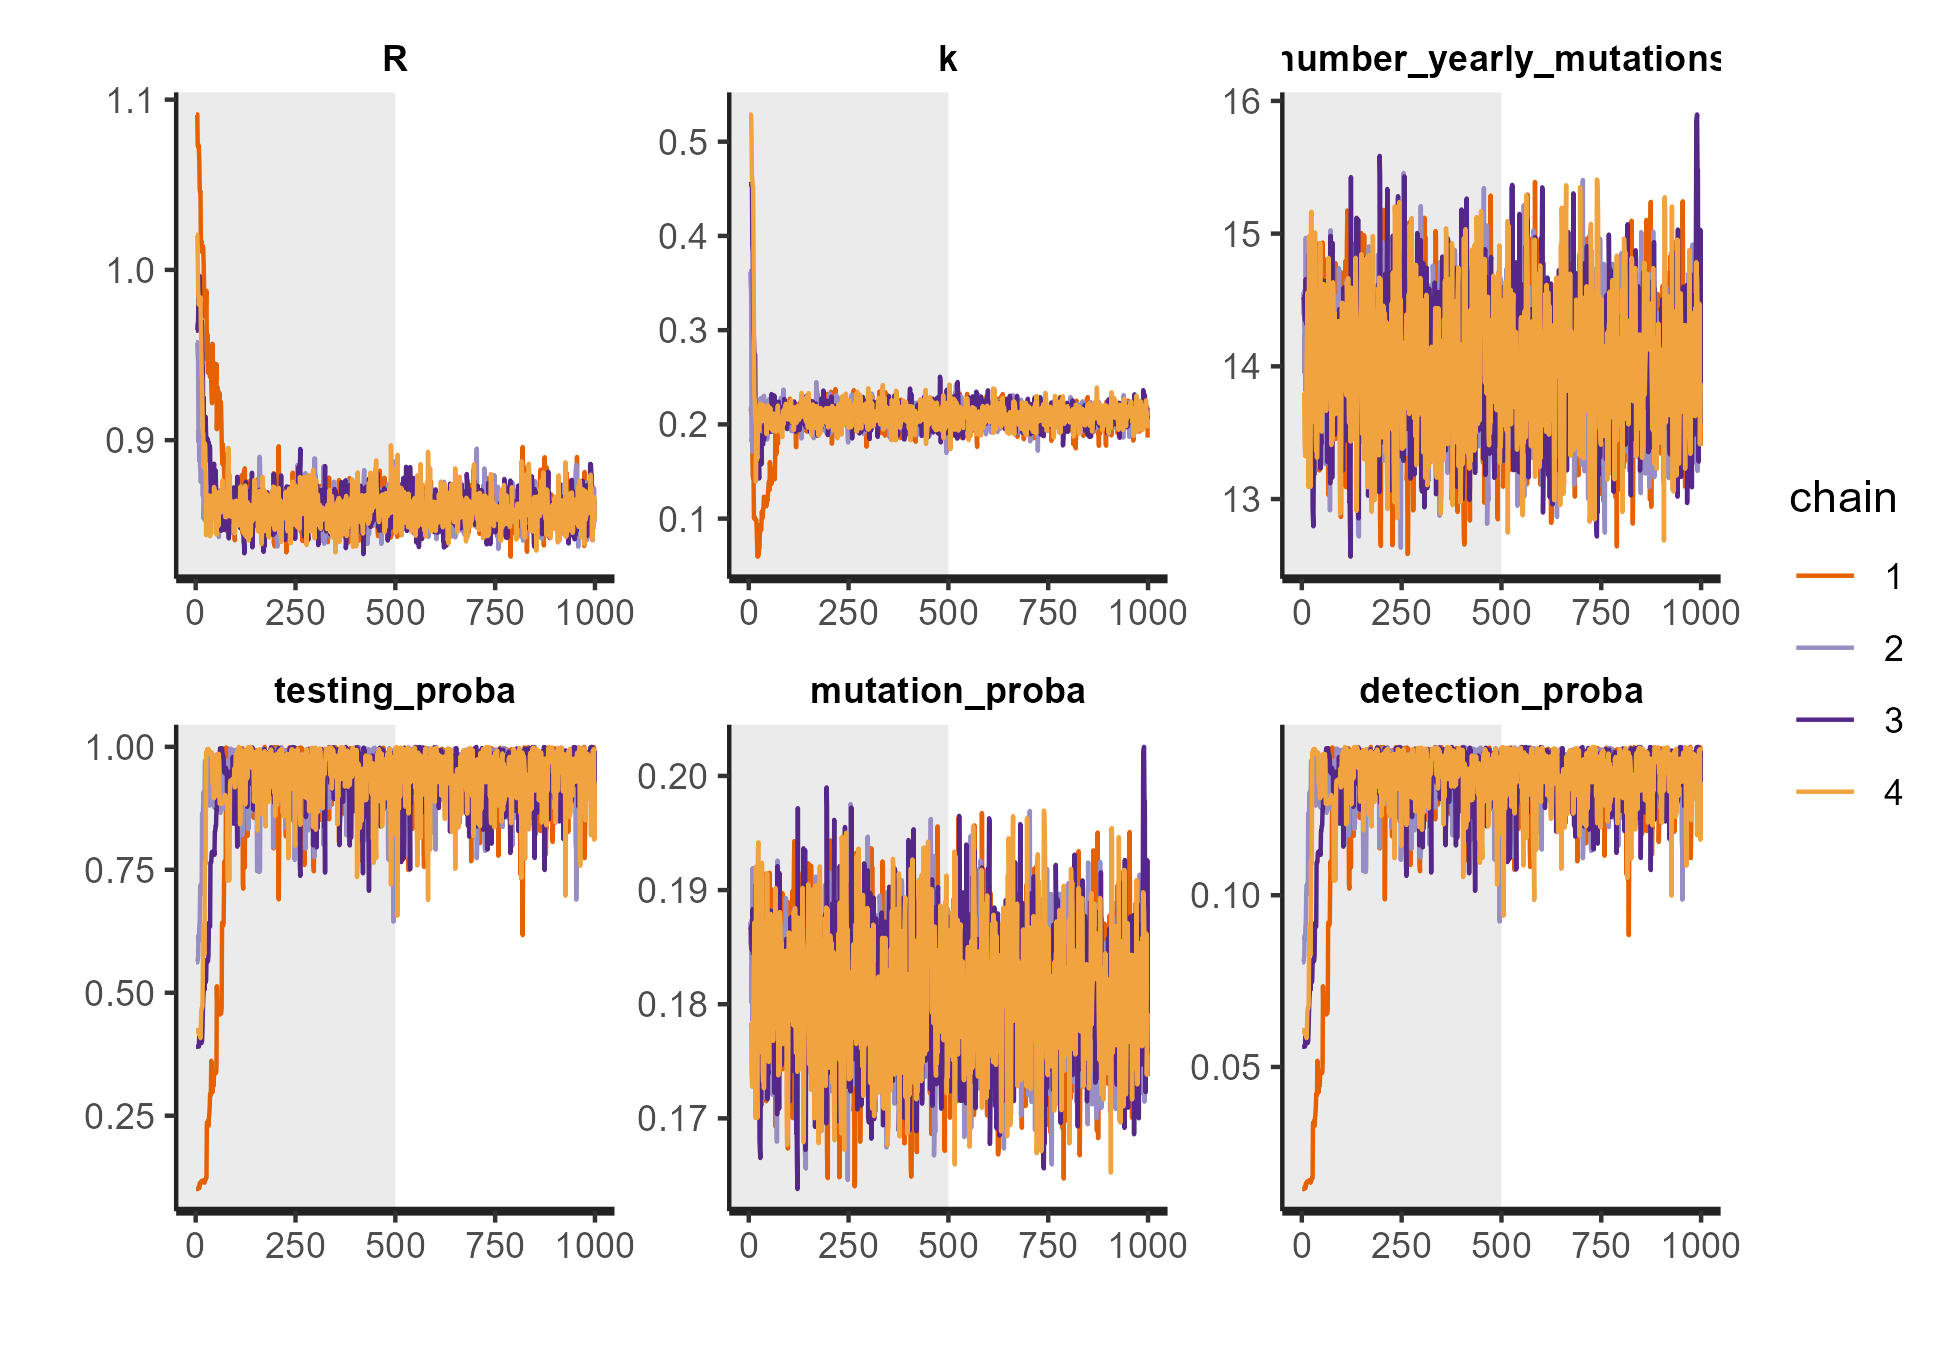 R k number_yearly_mutations
1.1 0.5 16
1.0 0.4 15
0.9 0.3 14
0.2 13
0.1
0 250 500 750 1000 0 250 500 750 1000 0 250 500 750 1000
testing_proba mutation_proba detection_proba
1.00 0.20
0.75 0.19 0.10
0.50 0.18 0.05
0.25 0.17
0 250 500 750 1000 0 250 500 750 1000 0 250 500 750 1000
chain
1
2
3
4